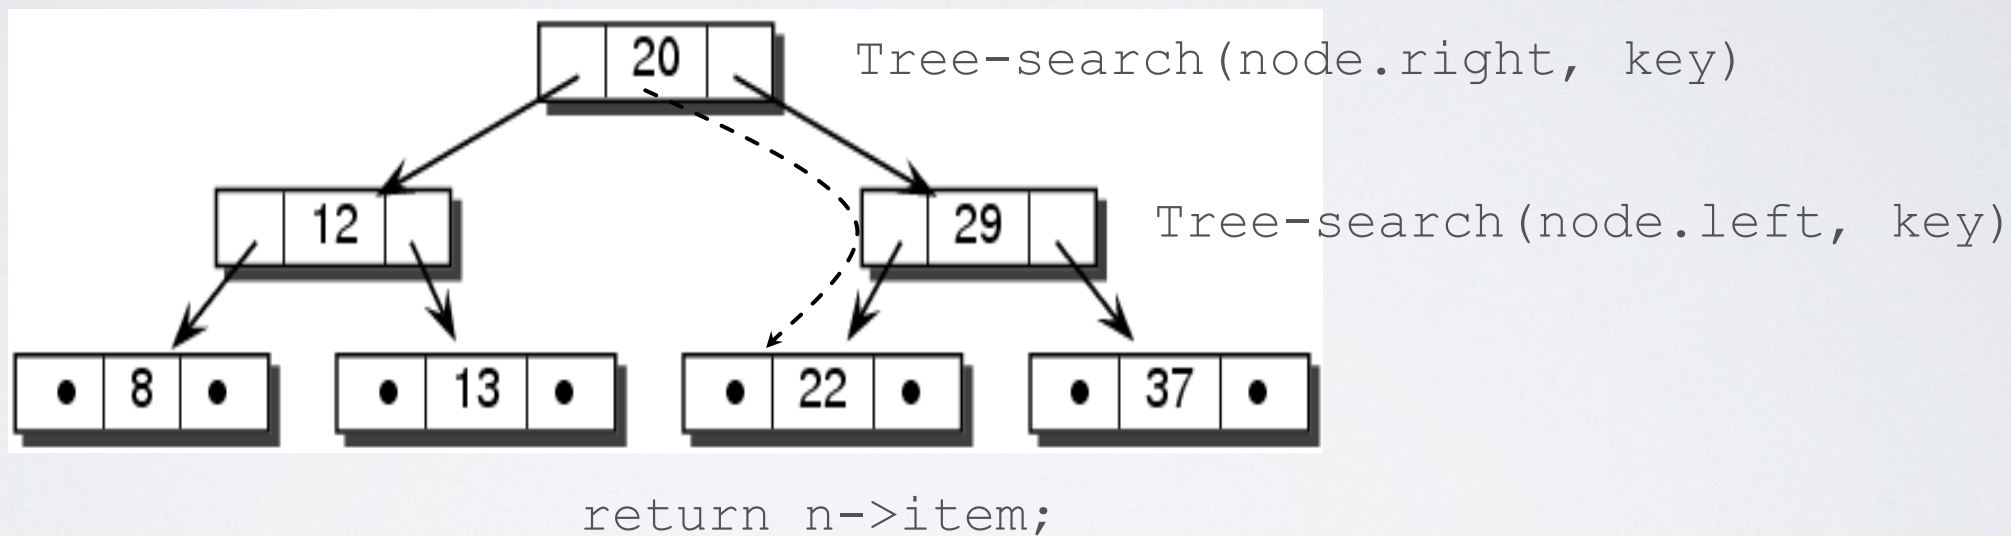 20 Tree-search(node.right, key)
12 29 Tree-search(node.left, key)
8 13 22 37
return n->item;